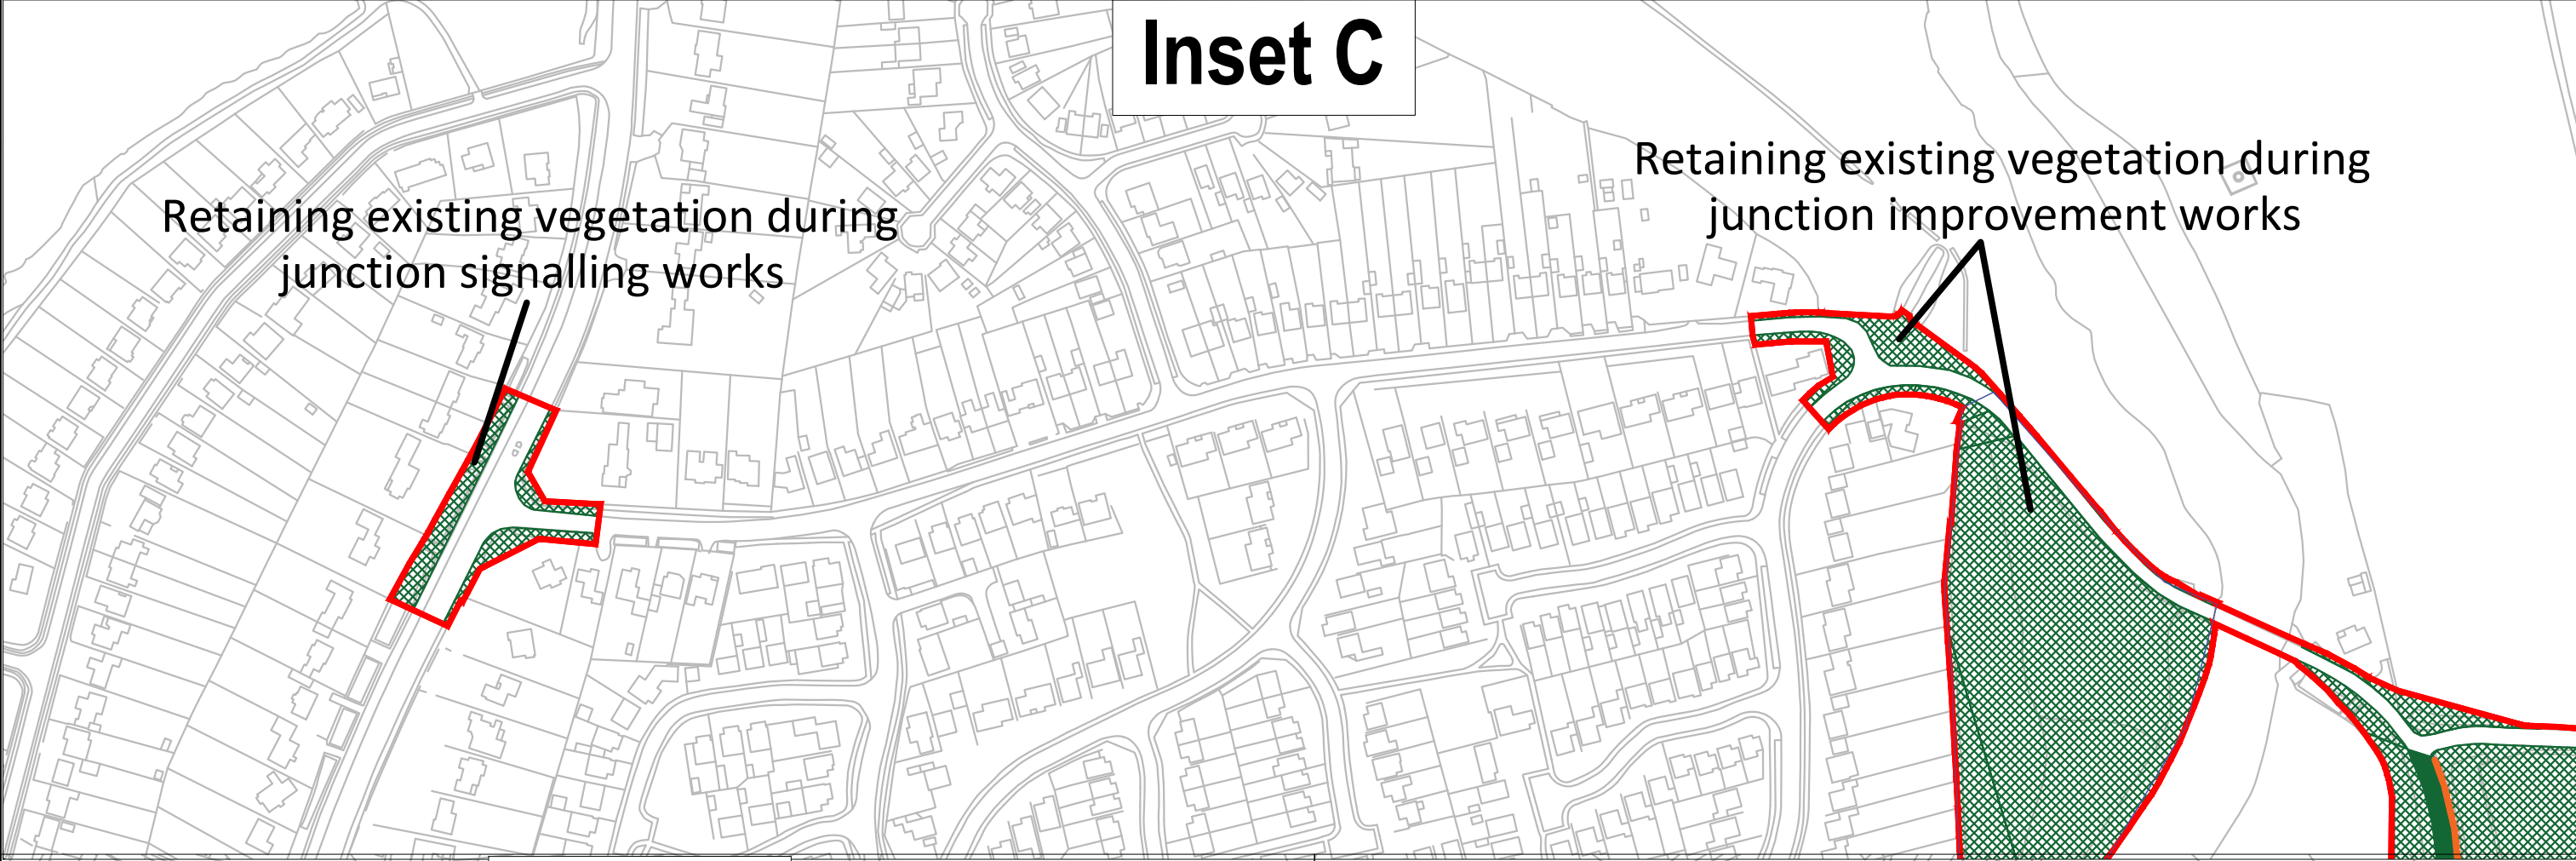 Inset C
Retaining existing vegetation during
junction signalling works
Retaining existing vegetation during
junction improvement works